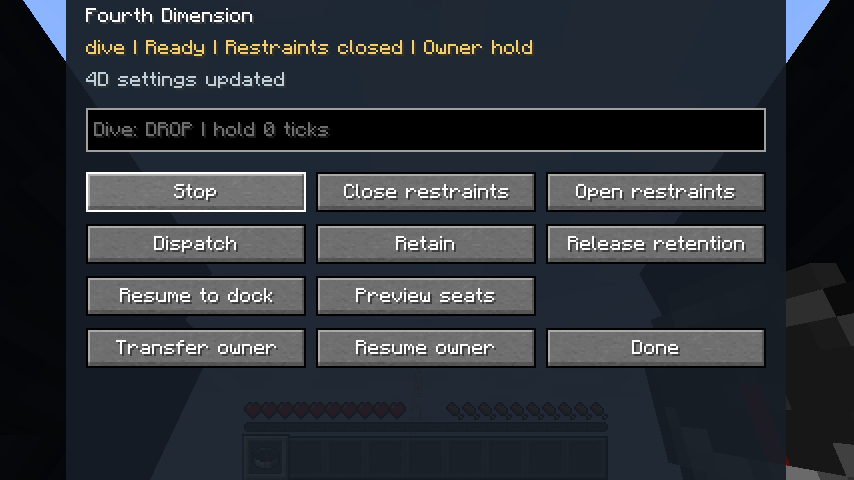 Fourth Dimension
dive | Ready | Restraints closed | Owner hold
4D settings updated
Dive: DROP | hold 0 ticks
Stop
Close restraints
Open restraints
Dispatch
Retain
Release retention
Resume to dock
Preview seats
Transfer owner
Resume owner
Done